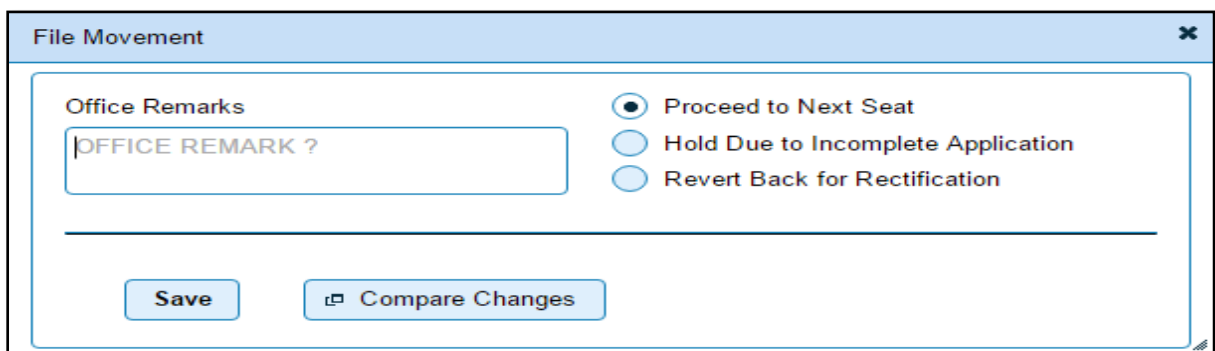 File Movement
Office Remarks
OFFICE REMARK ?
Proceed to Next Seat
Hold Due to Incomplete Application
Revert Back for Rectification
Save
Compare Changes